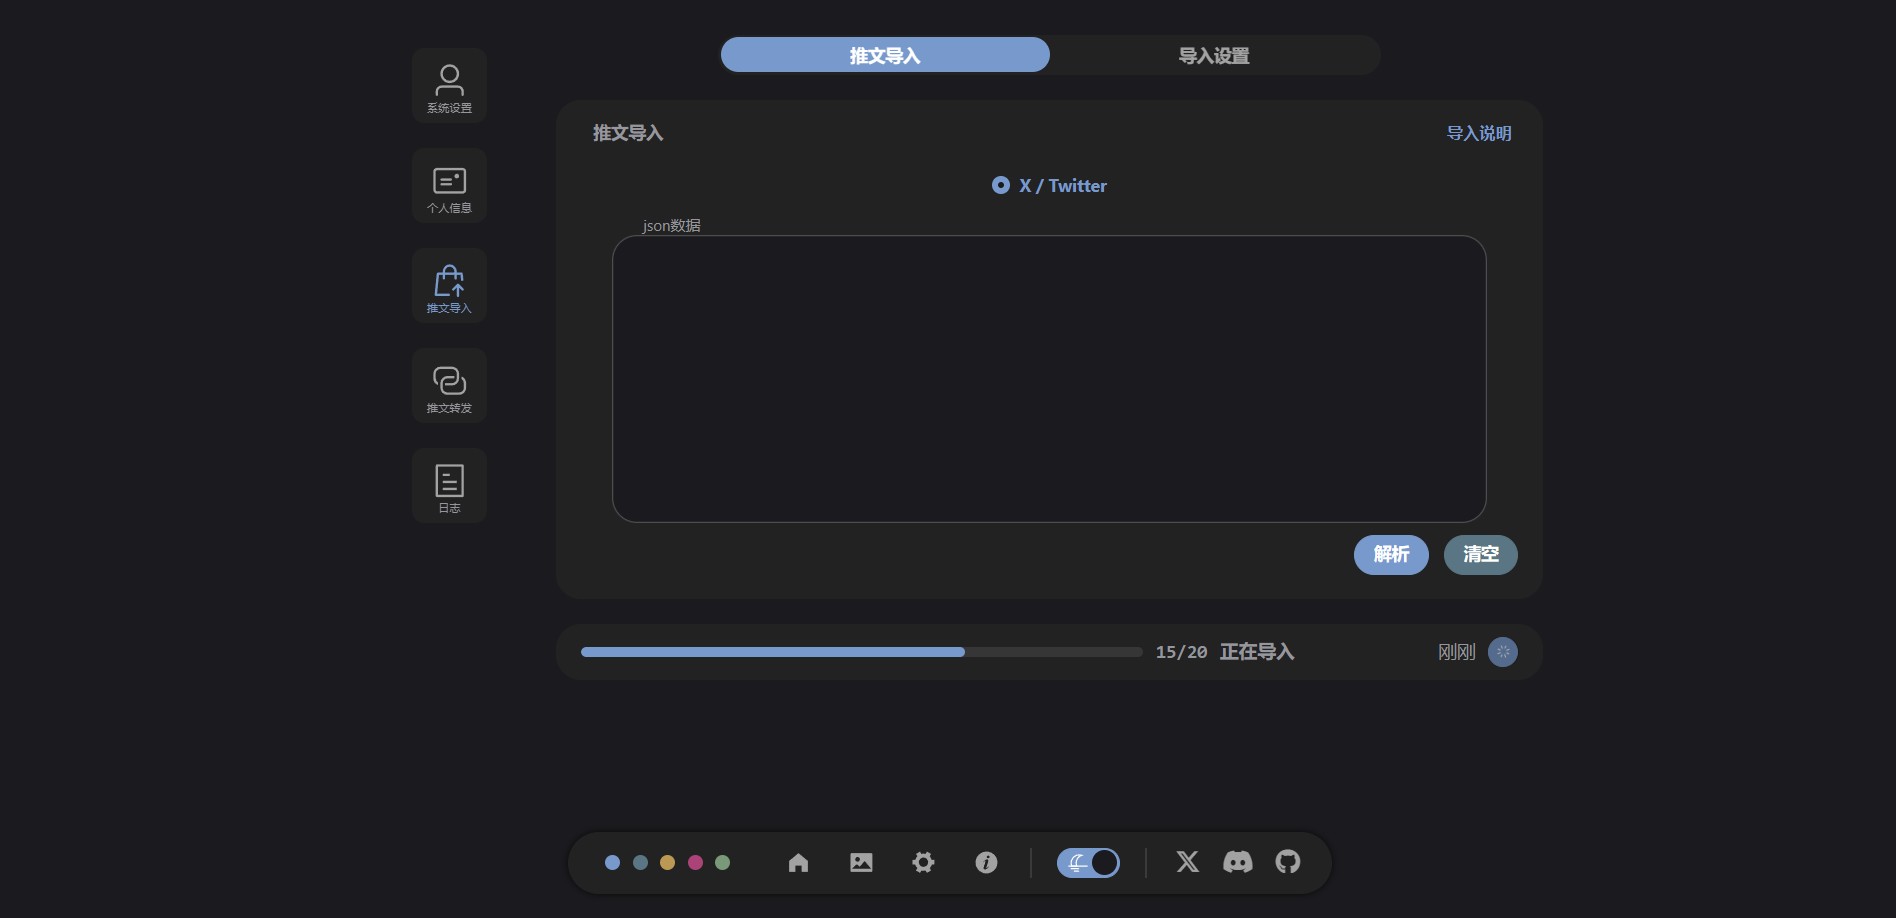 推文导入
导入设置
系统设置
个人信息
推文导入
推文转发
日志
推文导入
导入说明
X / Twitter
json数据
解析
清空
15/20 正在导入
刚刚